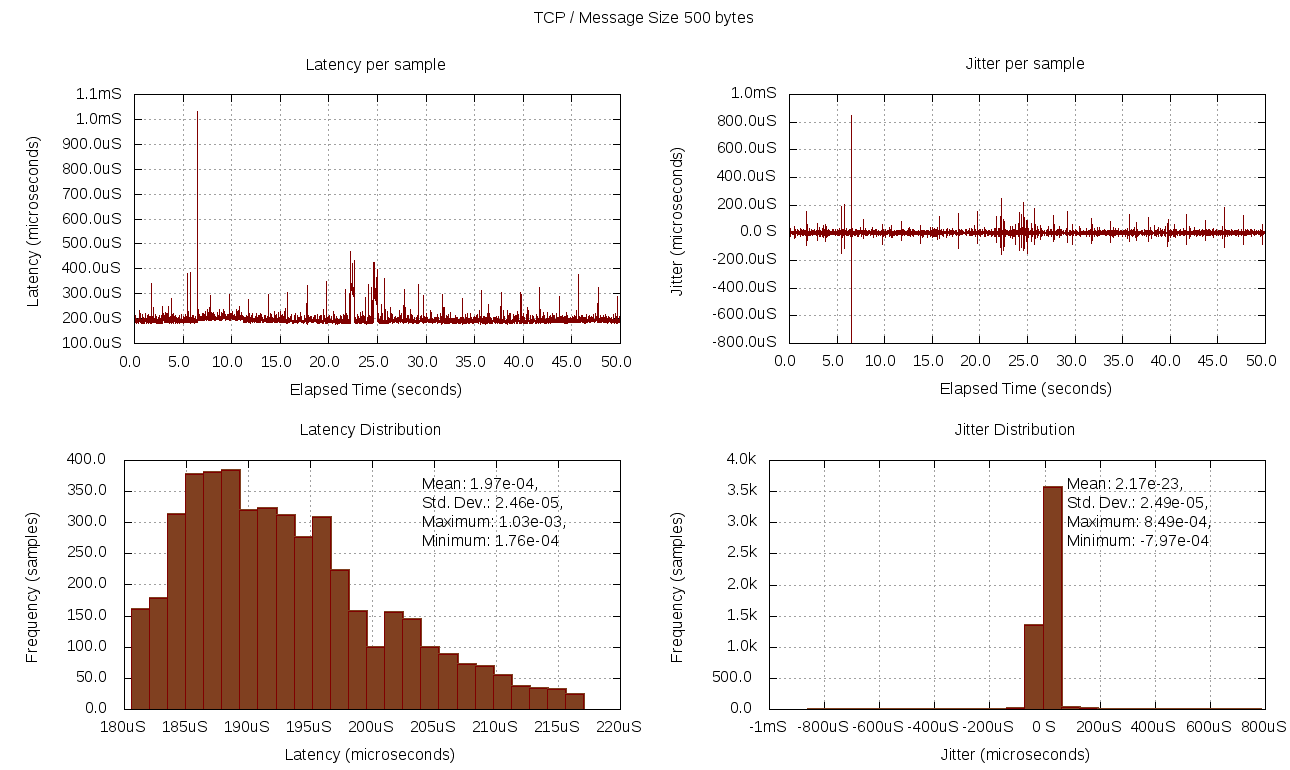 TCP / Message Size 500 bytes
Latency per sample
1.1mS
1.0mS
900.0uS
800.0uS
700.0uS
600.0uS
500.0uS
400.0uS
300.0uS
200.0uS
100.0uS
Latency (microseconds)
0.0 5.0 10.0 15.0 20.0 25.0 30.0 35.0 40.0 45.0 50.0
Elapsed Time (seconds)
Jitter per sample
1.0mS
800.0uS
600.0uS
400.0uS
200.0uS
0.0 S
-200.0uS
-400.0uS
-600.0uS
-800.0uS
Jitter (microseconds)
0.0 5.0 10.0 15.0 20.0 25.0 30.0 35.0 40.0 45.0 50.0
Elapsed Time (seconds)
Latency Distribution
400.0
350.0
300.0
250.0
200.0
150.0
100.0
50.0
0.0
Frequency (samples)
Mean: 1.97e-04,
Std. Dev.: 2.46e-05,
Maximum: 1.03e-03,
Minimum: 1.76e-04
180uS 185uS 190uS 195uS 200uS 205uS 210uS 215uS 220uS
Latency (microseconds)
Jitter Distribution
4.0k
3.5k
3.0k
2.5k
2.0k
1.5k
1.0k
500.0
0.0
Frequency (samples)
Mean: 2.17e-23,
Std. Dev.: 2.49e-05,
Maximum: 8.49e-04,
Minimum: -7.97e-04
-1mS -800uS -600uS -400uS -200uS 0 S 200uS 400uS 600uS 800uS
Jitter (microseconds)